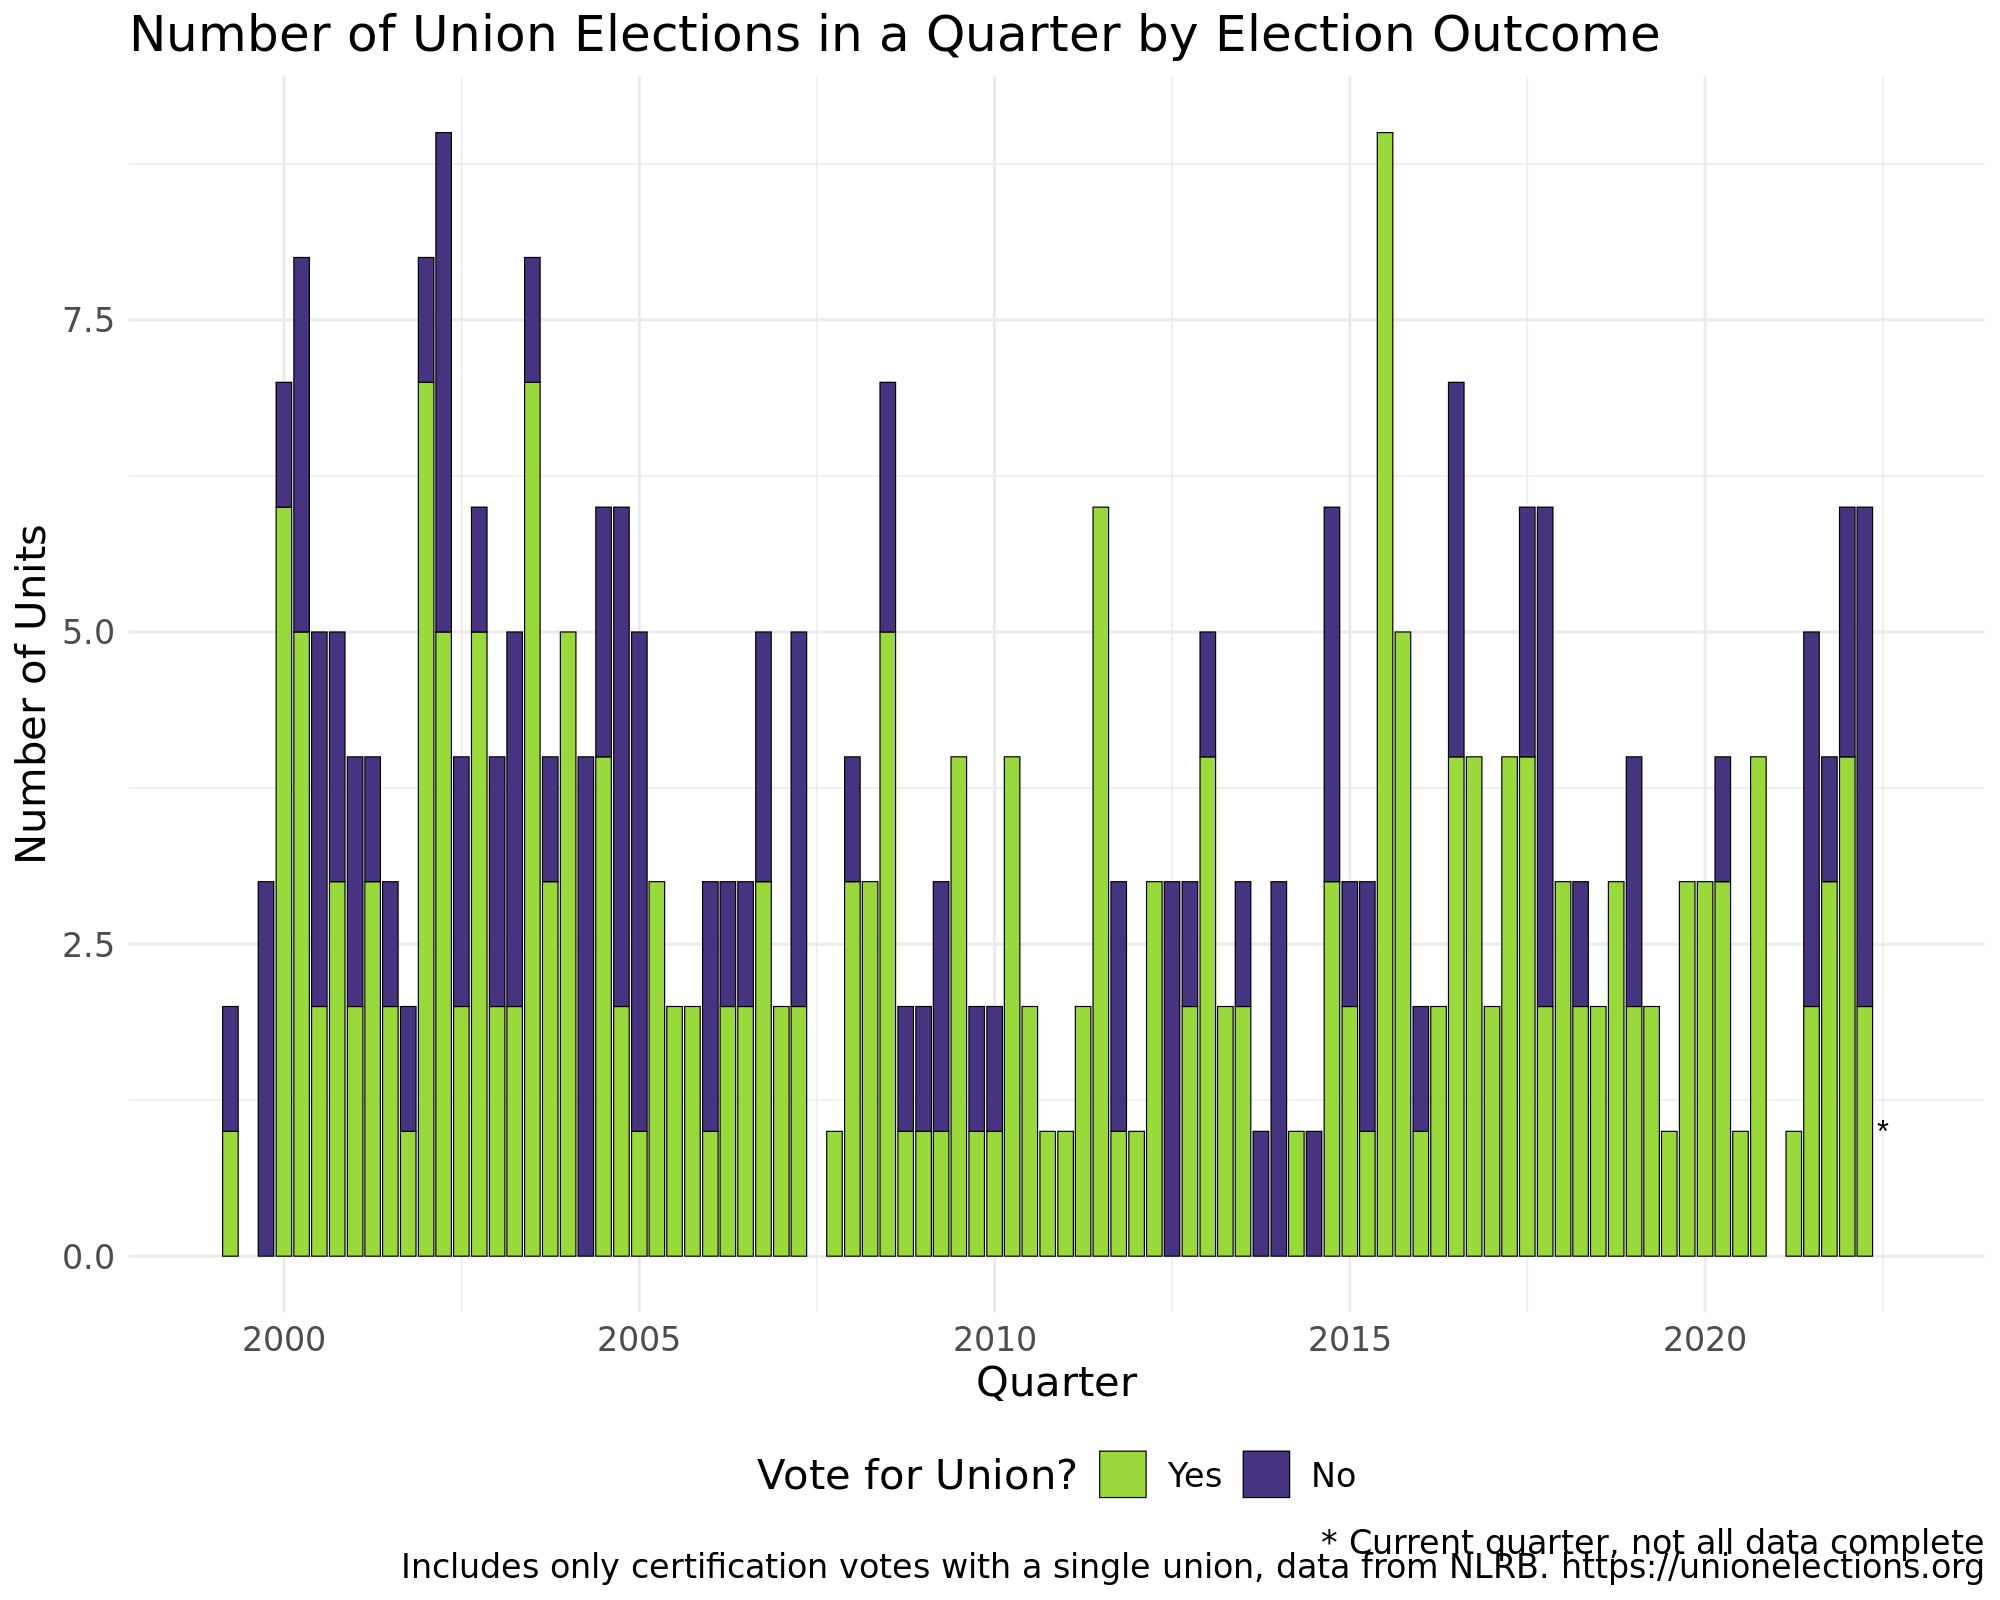 Number of Union Elections in a Quarter by Election Outcome
Number of Units
7.5
5.0
2.5
0.0
*
2000 2005 2010 2015 2020
Quarter
Vote for Union? Yes No
* Current quarter, not all data complete
Includes only certification votes with a single union, data from NLRB. https://unionelections.org